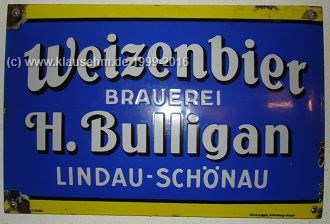 Weizenbier
(c) www.klausehm.de-1999-2016
BRAUEREI
H. Bulligan
LINDAU-SCHÖNAU